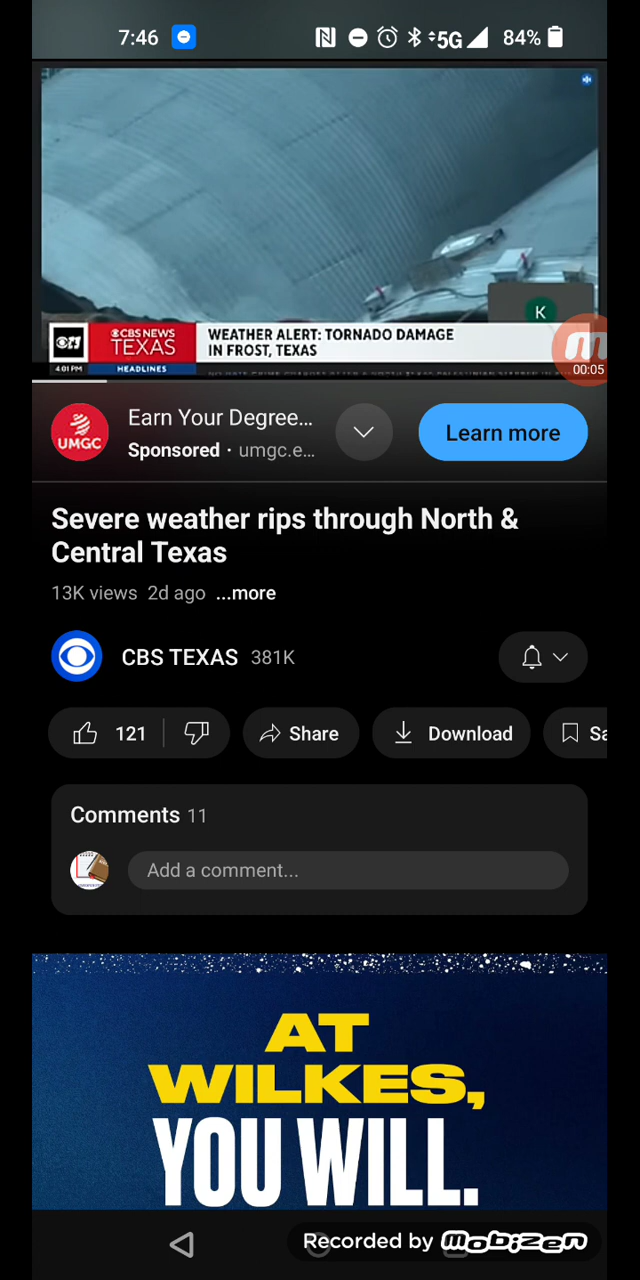 7:46
5G
84%
CBS NEWS
TEXAS
HEADLINES
4:01 PM
WEATHER ALERT: TORNADO DAMAGE
IN FROST, TEXAS
K
00:05
UMGC
Earn Your Degree...
Sponsored · umgc.e...
Learn more
Severe weather rips through North &
Central Texas
13K views 2d ago ...more
CBS TEXAS 381K
121
Share
Download
Sa
Comments 11
Add a comment...
AT
WILKES,
YOU WILL.
Recorded by Mobizen